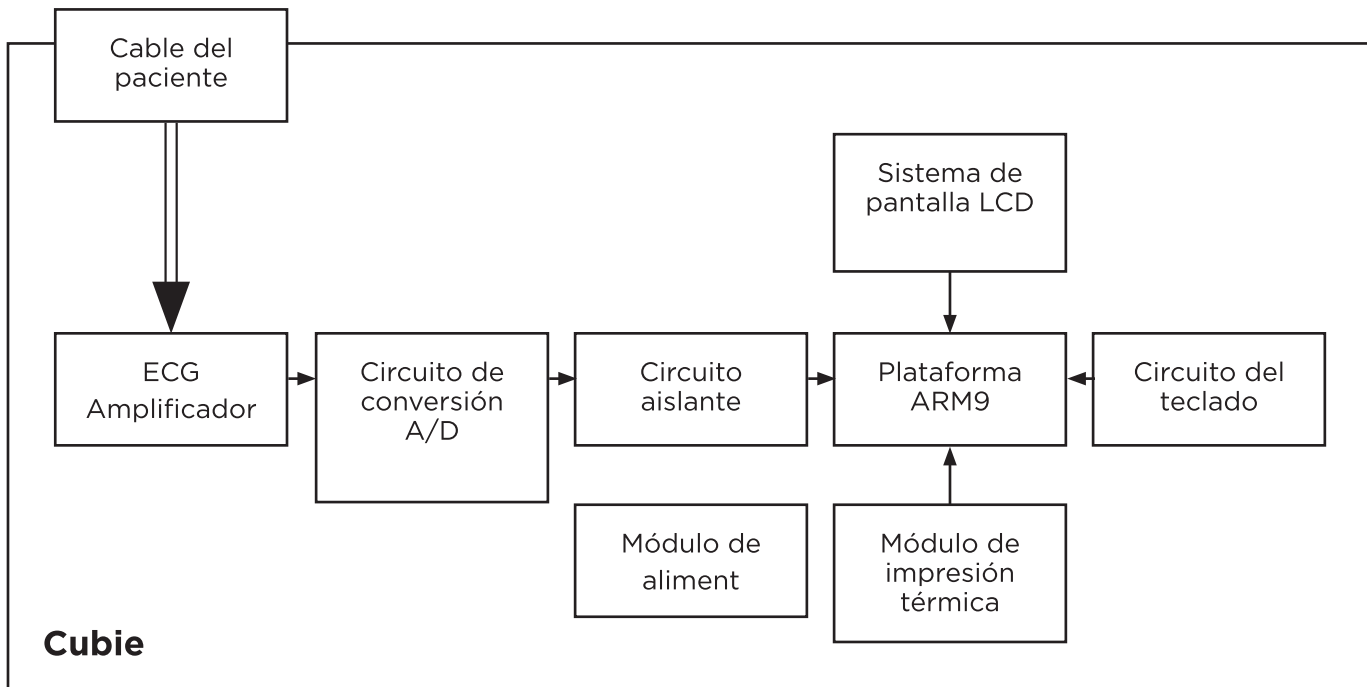 Cable del
paciente
Sistema de
pantalla LCD
ECG
Amplificador
Circuito de
conversión
A/D
Circuito
aislante
Plataforma
ARM9
Circuito del
teclado
Módulo de
aliment
Módulo de
impresión
térmica
Cubie